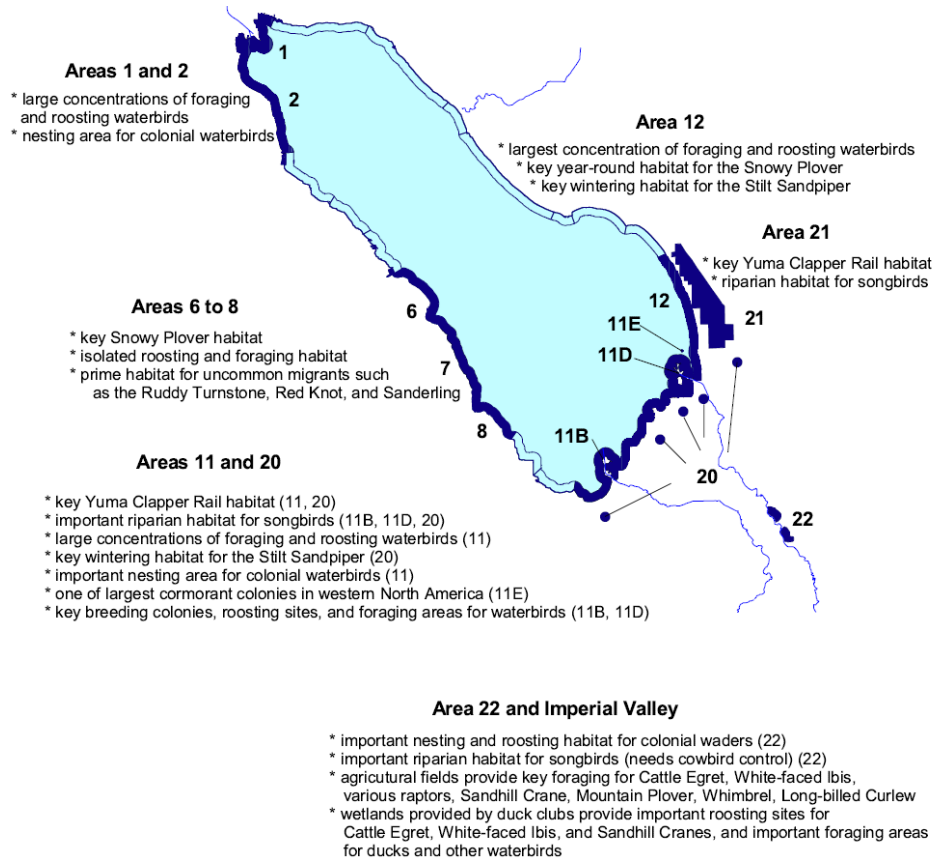 1
Areas 1 and 2
* large concentrations of foraging
and roosting waterbirds
* nesting area for colonial waterbirds
2
Area 12
* largest concentration of foraging and roosting waterbirds
* key year-round habitat for the Snowy Plover
* key wintering habitat for the Stilt Sandpiper
Area 21
* key Yuma Clapper Rail habitat
* riparian habitat for songbirds
12
21
11E
11D
Areas 6 to 8
* key Snowy Plover habitat
* isolated roosting and foraging habitat
* prime habitat for uncommon migrants such
as the Ruddy Turnstone, Red Knot, and Sanderling
6
7
8
11B
20
22
Areas 11 and 20
* key Yuma Clapper Rail habitat (11, 20)
* important riparian habitat for songbirds (11B, 11D, 20)
* large concentrations of foraging and roosting waterbirds (11)
* key wintering habitat for the Stilt Sandpiper (20)
* important nesting area for colonial waterbirds (11)
* one of largest cormorant colonies in western North America (11E)
* key breeding colonies, roosting sites, and foraging areas for waterbirds (11B, 11D)
Area 22 and Imperial Valley
* important nesting and roosting habitat for colonial waders (22)
* important riparian habitat for songbirds (needs cowbird control) (22)
* agricutural fields provide key foraging for Cattle Egret, White-faced Ibis,
various raptors, Sandhill Crane, Mountain Plover, Whimbrel, Long-billed Curlew
* wetlands provided by duck clubs provide important roosting sites for
Cattle Egret, White-faced Ibis, and Sandhill Cranes, and important foraging areas
for ducks and other waterbirds